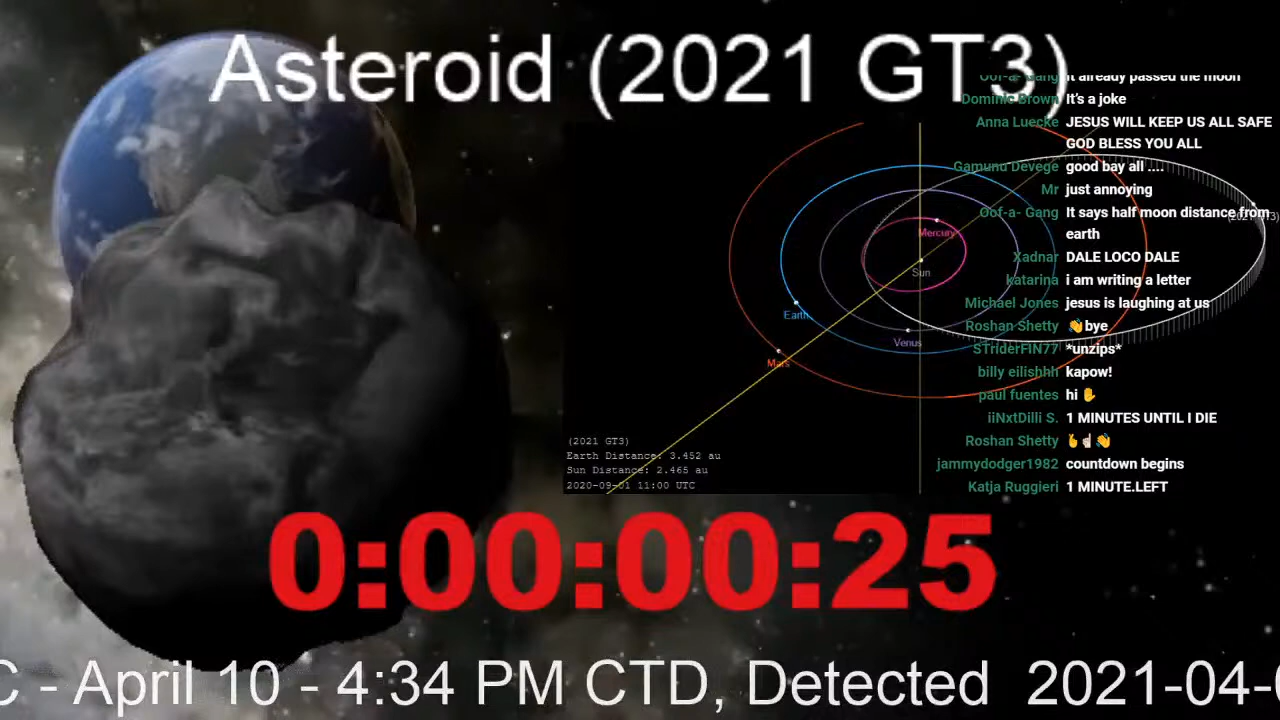 Asteroid (2021 GT3)
Oof-a- Gang It already passed the moon
Dominic Brown It's a joke
Anna Luecke JESUS WILL KEEP US ALL SAFE
GOD BLESS YOU ALL
Gamunu Devege good bay all ....
Mr just annoying
Oof-a- Gang It says half moon distance from
earth
Xadnar DALE LOCO DALE
katarina i am writing a letter
Michael Jones jesus is laughing at us
Roshan Shetty 👋bye
STriderFIN77 *unzips*
billy eilishhh kapow!
paul fuentes hi ✋
iiNxtDilli S. 1 MINUTES UNTIL I DIE
Roshan Shetty 🤞☝👋
jammydodger1982 countdown begins
Katja Ruggieri 1 MINUTE.LEFT
Mercury
Sun
Earth
Venus
Mars
(2021 GT3)
Earth Distance: 3.452 au
Sun Distance: 2.465 au
2020-09-01 11:00 UTC
0:00:00:25
C - April 10 - 4:34 PM CTD, Detected 2021-04-0